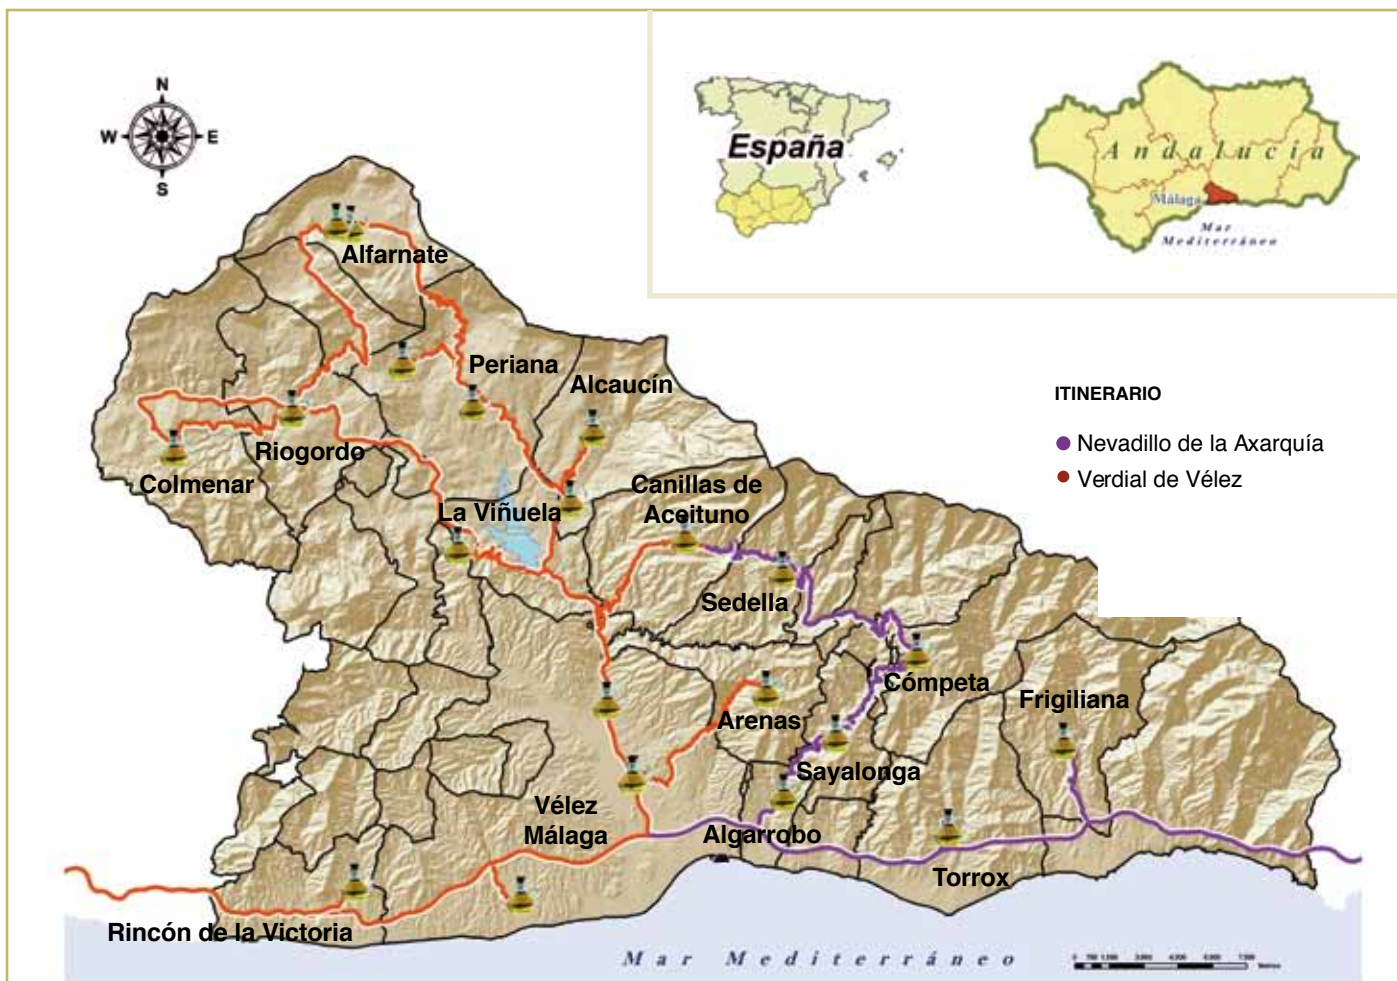 N
W
E
S
España
Andalucía
Málaga
Mar
Mediterráneo
Alfarnate
Periana
Alcaucín
ITINERARIO
Nevadillo de la Axarquía
Verdial de Vélez
Riogordo
Colmenar
La Viñuela
Canillas de
Aceituno
Sedella
Cómpeta
Frigiliana
Arenas
Sayalonga
Vélez
Málaga
Algarrobo
Torrox
Rincón de la Victoria
Mar Mediterráneo